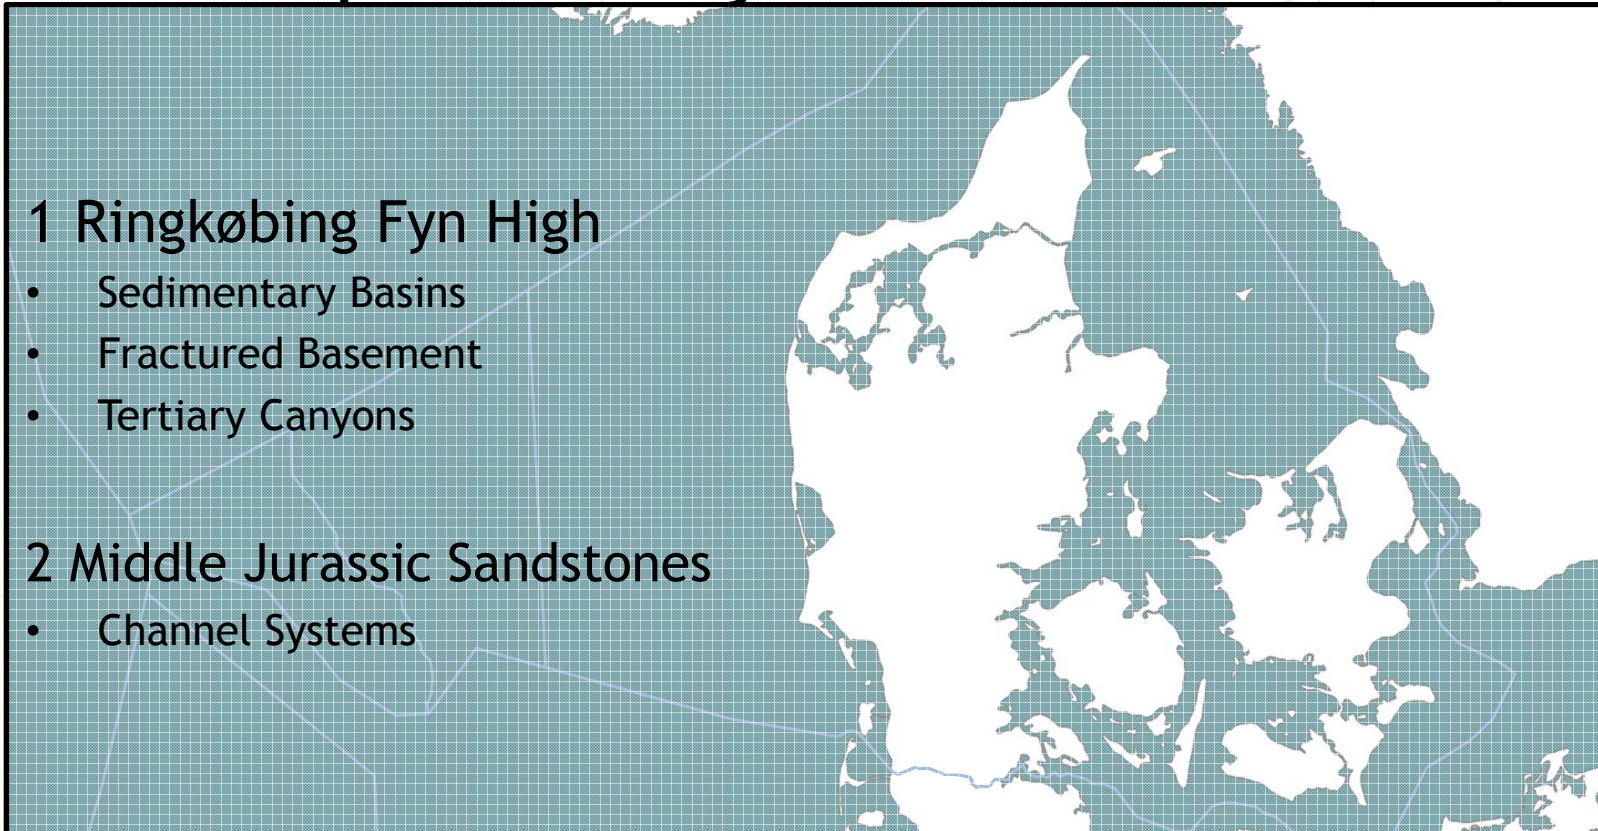 1 Ringkøbing Fyn High
• Sedimentary Basins
• Fractured Basement
• Tertiary Canyons
2 Middle Jurassic Sandstones
• Channel Systems